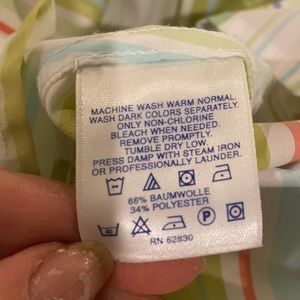 MACHINE WASH WARM NORMAL.
WASH DARK COLORS SEPARATELY.
ONLY NON-CHLORINE
BLEACH WHEN NEEDED.
REMOVE PROMPTLY.
TUMBLE DRY LOW.
PRESS DAMP WITH STEAM IRON
OR PROFESSIONALLY LAUNDER.
66% BAUMWOLLE
34% POLYESTER
40 P
RN 62830